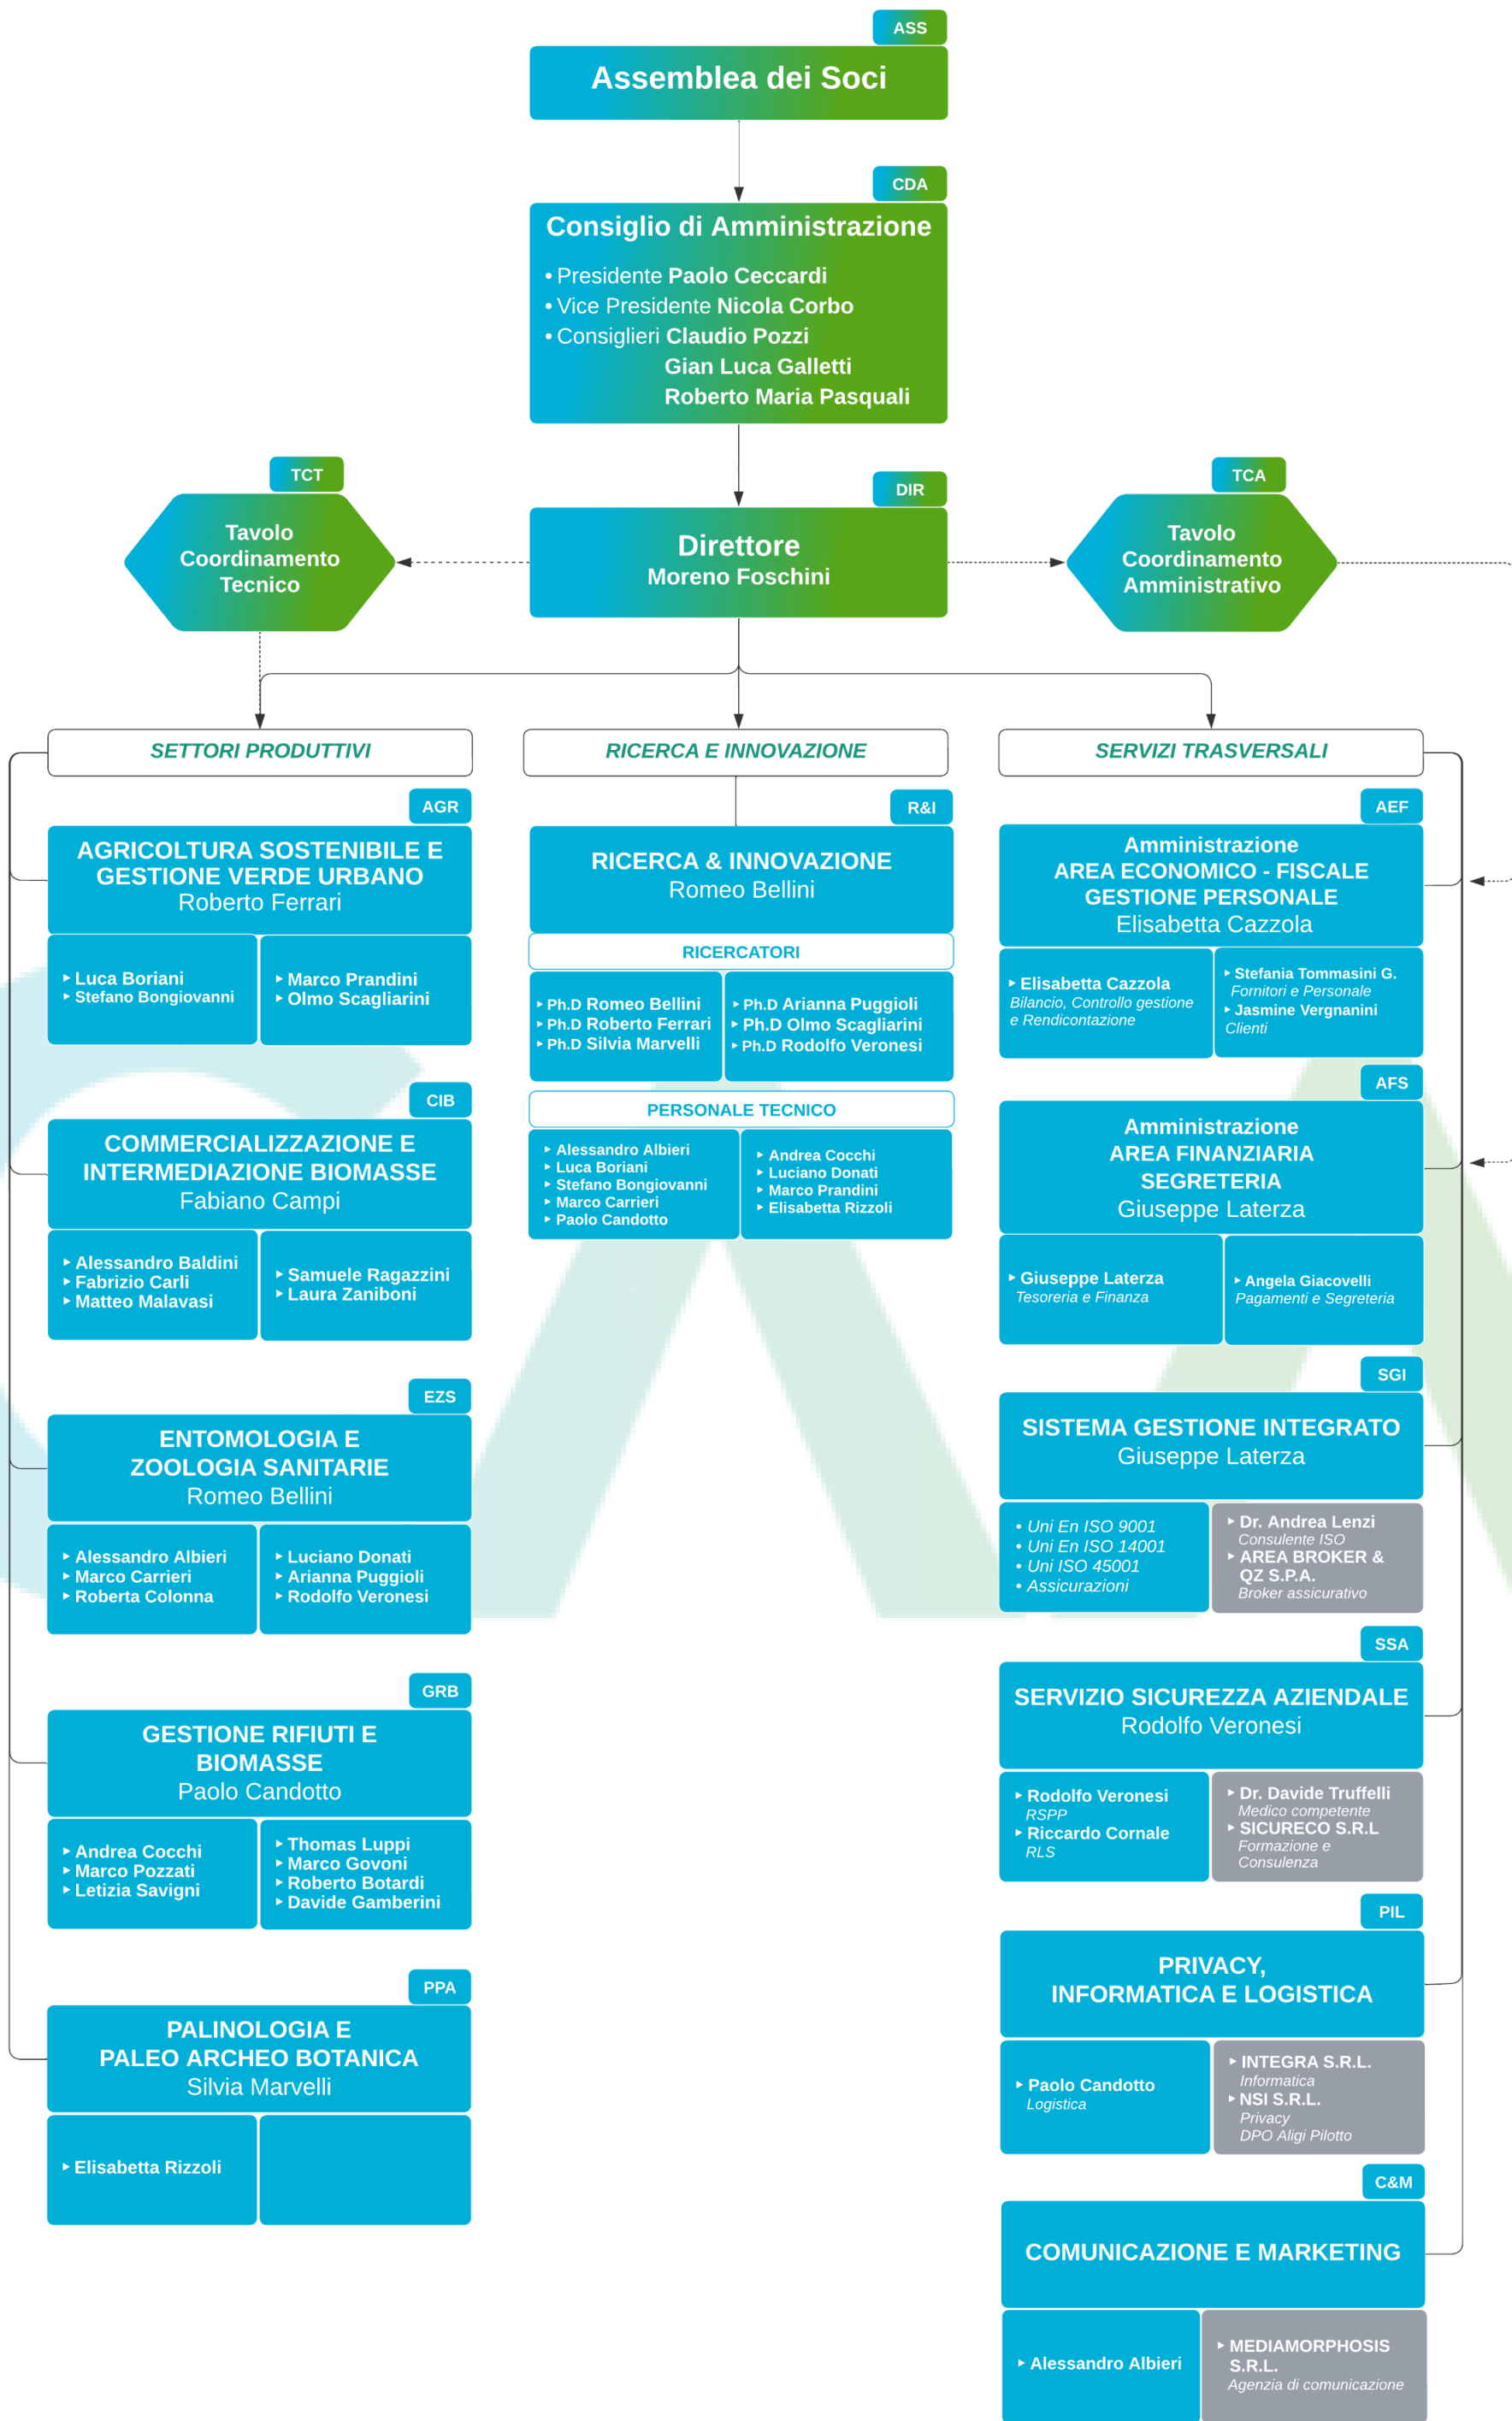 ASS
Assemblea dei Soci
CDA
Consiglio di Amministrazione
• Presidente Paolo Ceccardi
• Vice Presidente Nicola Corbo
• Consiglieri Claudio Pozzi
Gian Luca Galletti
Roberto Maria Pasquali
TCT
Tavolo
Coordinamento
Tecnico
DIR
Direttore
Moreno Foschini
TCA
Tavolo
Coordinamento
Amministrativo
SETTORI PRODUTTIVI
AGR
AGRICOLTURA SOSTENIBILE E
GESTIONE VERDE URBANO
Roberto Ferrari
Luca Boriani
Stefano Bongiovanni
Marco Prandini
Olmo Scagliarini
CIB
COMMERCIALIZZAZIONE E
INTERMEDIAZIONE BIOMASSE
Fabiano Campi
Alessandro Baldini
Fabrizio Carli
Matteo Malavasi
Samuele Ragazzini
Laura Zaniboni
EZS
ENTOMOLOGIA E
ZOOLOGIA SANITARIE
Romeo Bellini
Alessandro Albieri
Marco Carrieri
Roberta Colonna
Luciano Donati
Arianna Puggioli
Rodolfo Veronesi
GRB
GESTIONE RIFIUTI E
BIOMASSE
Paolo Candotto
Andrea Cocchi
Marco Pozzati
Letizia Savigni
Thomas Luppi
Marco Govoni
Roberto Botardi
Davide Gamberini
PPA
PALINOLOGIA E
PALEO ARCHEO BOTANICA
Silvia Marvelli
Elisabetta Rizzoli
RICERCA E INNOVAZIONE
R&I
RICERCA & INNOVAZIONE
Romeo Bellini
RICERCATORI
Ph.D Romeo Bellini
Ph.D Roberto Ferrari
Ph.D Silvia Marvelli
Ph.D Arianna Puggioli
Ph.D Olmo Scagliarini
Ph.D Rodolfo Veronesi
PERSONALE TECNICO
Alessandro Albieri
Luca Boriani
Stefano Bongiovanni
Marco Carrieri
Paolo Candotto
Andrea Cocchi
Luciano Donati
Marco Prandini
Elisabetta Rizzoli
SERVIZI TRASVERSALI
AEF
Amministrazione
AREA ECONOMICO - FISCALE
GESTIONE PERSONALE
Elisabetta Cazzola
Elisabetta Cazzola
Bilancio, Controllo gestione
e Rendicontazione
Stefania Tommasini G.
Fornitori e Personale
Jasmine Vergnanini
Clienti
AFS
Amministrazione
AREA FINANZIARIA
SEGRETERIA
Giuseppe Laterza
Giuseppe Laterza
Tesoreria e Finanza
Angela Giacovelli
Pagamenti e Segreteria
SGI
SISTEMA GESTIONE INTEGRATO
Giuseppe Laterza
• Uni En ISO 9001
• Uni En ISO 14001
• Uni ISO 45001
• Assicurazioni
Dr. Andrea Lenzi
Consulente ISO
AREA BROKER &
QZ S.P.A.
Broker assicurativo
SSA
SERVIZIO SICUREZZA AZIENDALE
Rodolfo Veronesi
Rodolfo Veronesi
RSPP
Riccardo Cornale
RLS
Dr. Davide Truffelli
Medico competente
SICURECO S.R.L
Formazione e
Consulenza
PIL
PRIVACY,
INFORMATICA E LOGISTICA
Paolo Candotto
Logistica
INTEGRA S.R.L.
Informatica
NSI S.R.L.
Privacy
DPO Aligi Pilotto
C&M
COMUNICAZIONE E MARKETING
Alessandro Albieri
MEDIAMORPHOSIS
S.R.L.
Agenzia di comunicazione